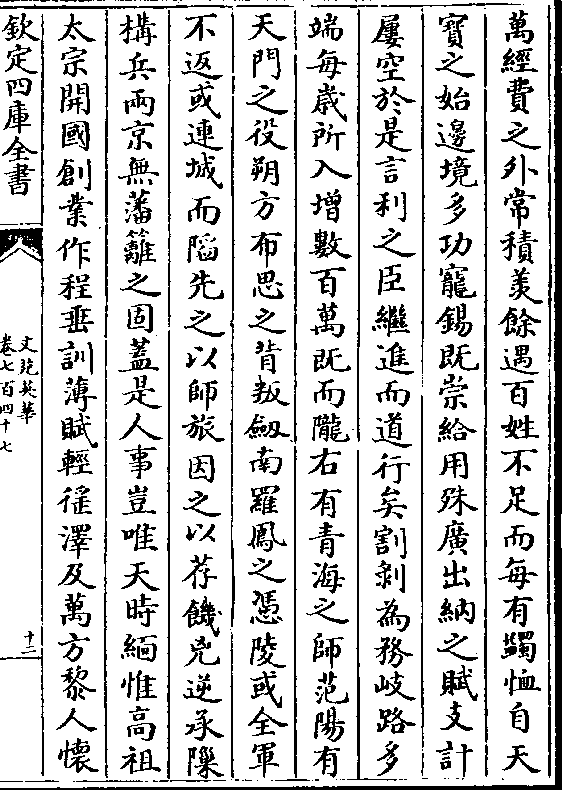 萬經費之外常積羨餘遇百姓不足而每有蠲恤自天
寶之始邊境多功寵錫既崇給用殊廣出納之賦支計
屢空於是言利之臣繼進而道行矣割剝為務岐路多
端每歲所入增數百萬既而隴右有青海之師范陽有
天門之役朔方布思之背叛劔南羅鳳之憑陵或全軍
不返或連城而陷先之以師旅因之以荐饑兇逆承隟
構兵兩京無藩籬之固蓋是人事豈唯天時緬惟高祖
太宗開國創業作程垂訓薄賦輕徭澤及萬方黎人懷
欽定四庫全書
文苑英華
卷七百四十七
十二